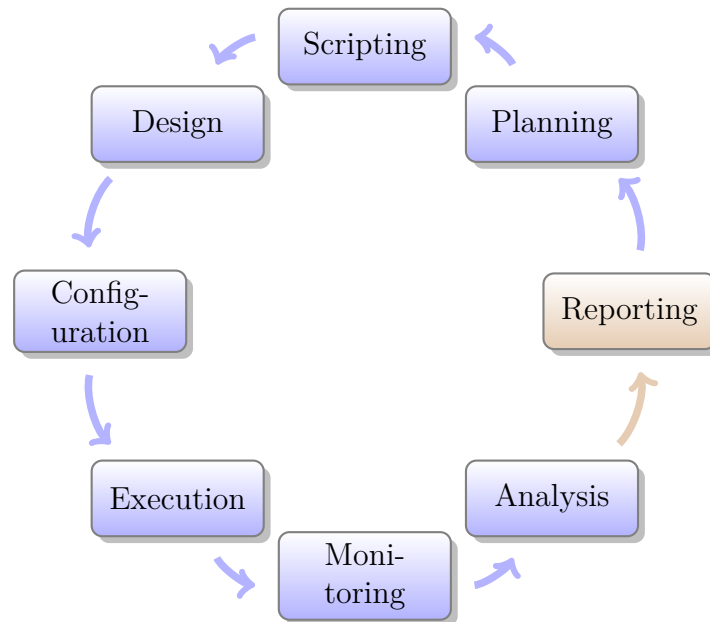 Scripting
Design
Planning
Config-
uration
Reporting
Execution
Analysis
Moni-
toring